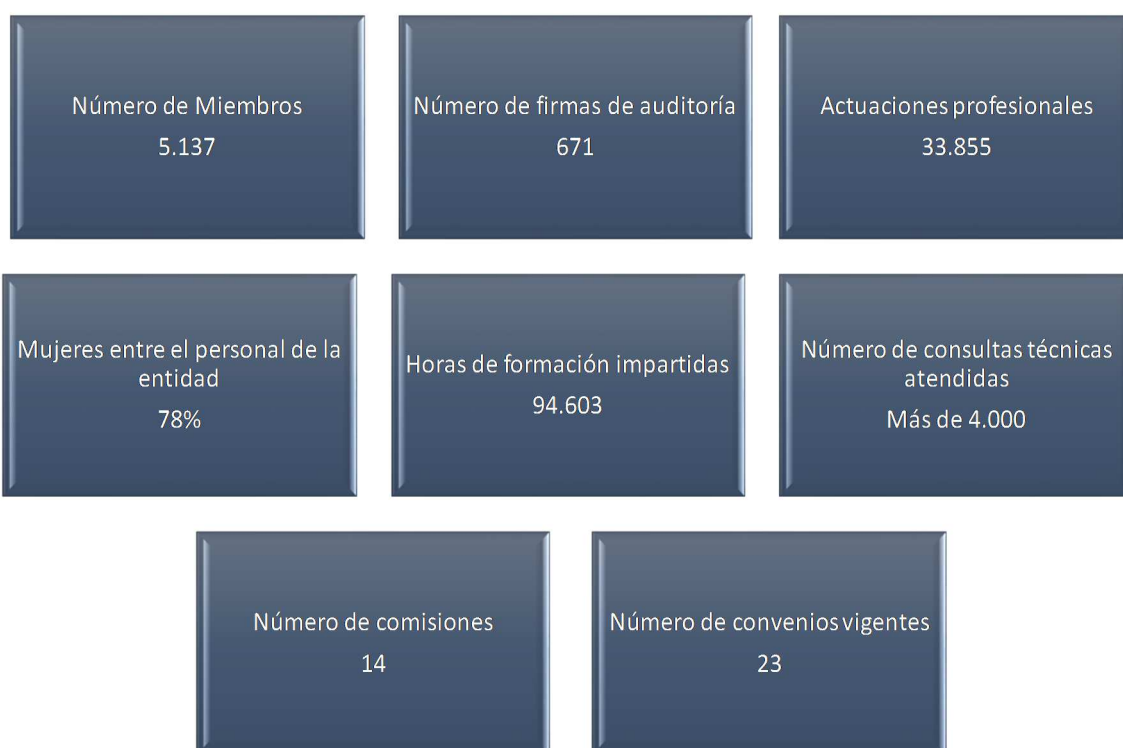 Número de Miembros
5.137
Número de firmas de auditoría
671
Actuaciones profesionales
33.855
Mujeres entre el personal de la
entidad
78%
Horas de formación impartidas
94.603
Número de consultas técnicas
atendidas
Más de 4.000
Número de comisiones
14
Número de convenios vigentes
23